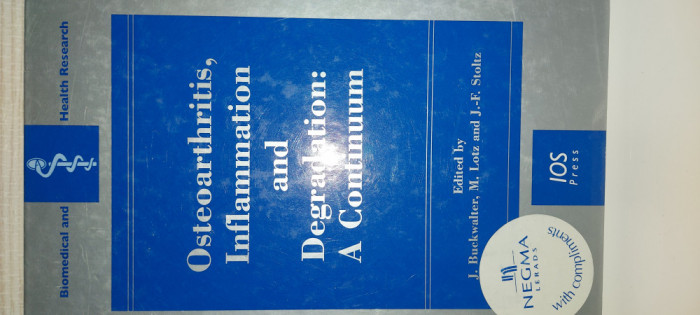 Biomedical and Health Research
Osteoarthritis,
Inflammation
and
Degradation:
A Continuum
Edited by
J. Buckwalter, M. Lotz and J.-F. Stoltz
IOS
Press
NEGMA
LERADS
with compliments